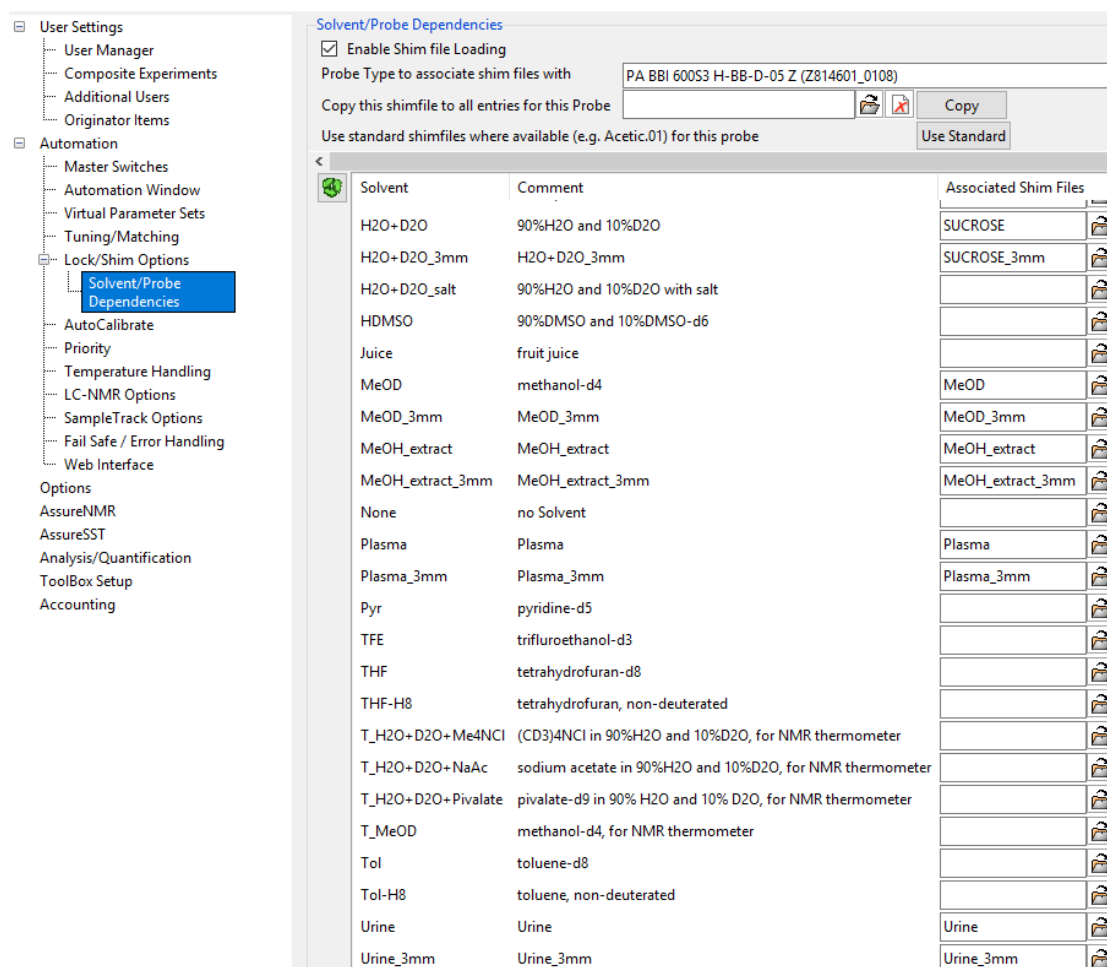 User Settings
User Manager
Composite Experiments
Additional Users
Originator Items
Automation
Master Switches
Automation Window
Virtual Parameter Sets
Tuning/Matching
Lock/Shim Options
Solvent/Probe
Dependencies
AutoCalibrate
Priority
Temperature Handling
LC-NMR Options
SampleTrack Options
Fail Safe / Error Handling
Web Interface
Options
AssureNMR
AssureSST
Analysis/Quantification
ToolBox Setup
Accounting
Solvent/Probe Dependencies
Enable Shim file Loading
Probe Type to associate shim files with PA BBI 600S3 H-BB-D-05 Z (Z814601_0108)
Copy this shimfile to all entries for this Probe Copy
Use standard shimfiles where available (e.g. Acetic.01) for this probe Use Standard
Solvent Comment Associated Shim Files
H2O+D2O 90%H2O and 10%D2O SUCROSE
H2O+D2O_3mm H2O+D2O_3mm SUCROSE_3mm
H2O+D2O_salt 90%H2O and 10%D2O with salt
HDMSO 90%DMSO and 10%DMSO-d6
Juice fruit juice
MeOD methanol-d4 MeOD
MeOD_3mm MeOD_3mm MeOD_3mm
MeOH_extract MeOH_extract MeOH_extract
MeOH_extract_3mm MeOH_extract_3mm MeOH_extract_3mm
None no Solvent
Plasma Plasma Plasma
Plasma_3mm Plasma_3mm Plasma_3mm
Pyr pyridine-d5
TFE trifluroethanol-d3
THF tetrahydrofuran-d8
THF-H8 tetrahydrofuran, non-deuterated
T_H2O+D2O+Me4NCl (CD3)4NCl in 90%H2O and 10%D2O, for NMR thermometer
T_H2O+D2O+NaAc sodium acetate in 90%H2O and 10%D2O, for NMR thermometer
T_H2O+D2O+Pivalate pivalate-d9 in 90% H2O and 10% D2O, for NMR thermometer
T_MeOD methanol-d4, for NMR thermometer
Tol toluene-d8
Tol-H8 toluene, non-deuterated
Urine Urine Urine
Urine_3mm Urine_3mm Urine_3mm